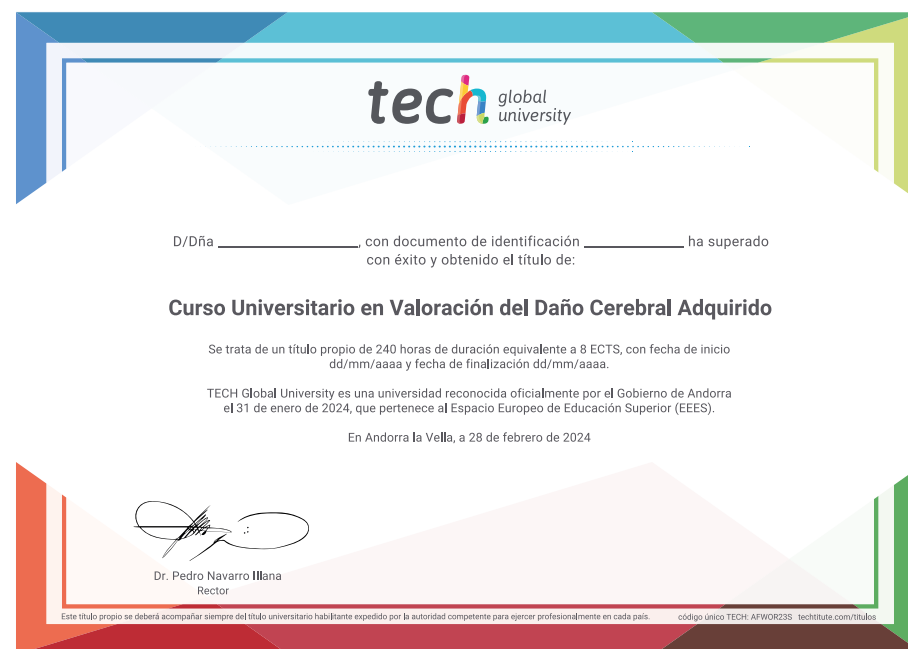 tech global university
D/Dña ______________, con documento de identificación __________ ha superado
con éxito y obtenido el título de:
Curso Universitario en Valoración del Daño Cerebral Adquirido
Se trata de un título propio de 240 horas de duración equivalente a 8 ECTS, con fecha de inicio
dd/mm/aaaa y fecha de finalización dd/mm/aaaa.
TECH Global University es una universidad reconocida oficialmente por el Gobierno de Andorra
el 31 de enero de 2024, que pertenece al Espacio Europeo de Educación Superior (EEES).
En Andorra la Vella, a 28 de febrero de 2024
Dr. Pedro Navarro Illana
Rector
Este título propio se deberá acompañar siempre del título universitario habilitante expedido por la autoridad competente para ejercer profesionalmente en cada país. código único TECH: AFWOR23S techtitute.com/titulos